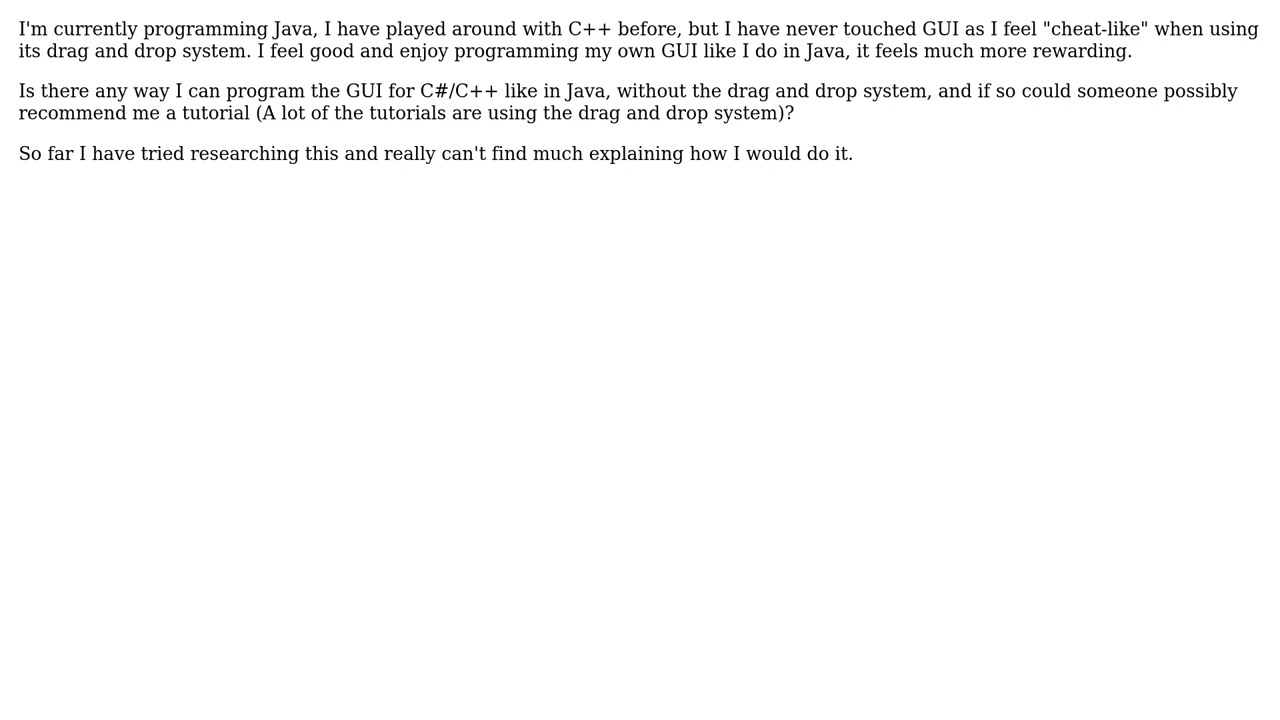 I'm currently programming Java, I have played around with C++ before, but I have never touched GUI as I feel "cheat-like" when using
its drag and drop system. I feel good and enjoy programming my own GUI like I do in Java, it feels much more rewarding.
Is there any way I can program the GUI for C#/C++ like in Java, without the drag and drop system, and if so could someone possibly
recommend me a tutorial (A lot of the tutorials are using the drag and drop system)?
So far I have tried researching this and really can't find much explaining how I would do it.